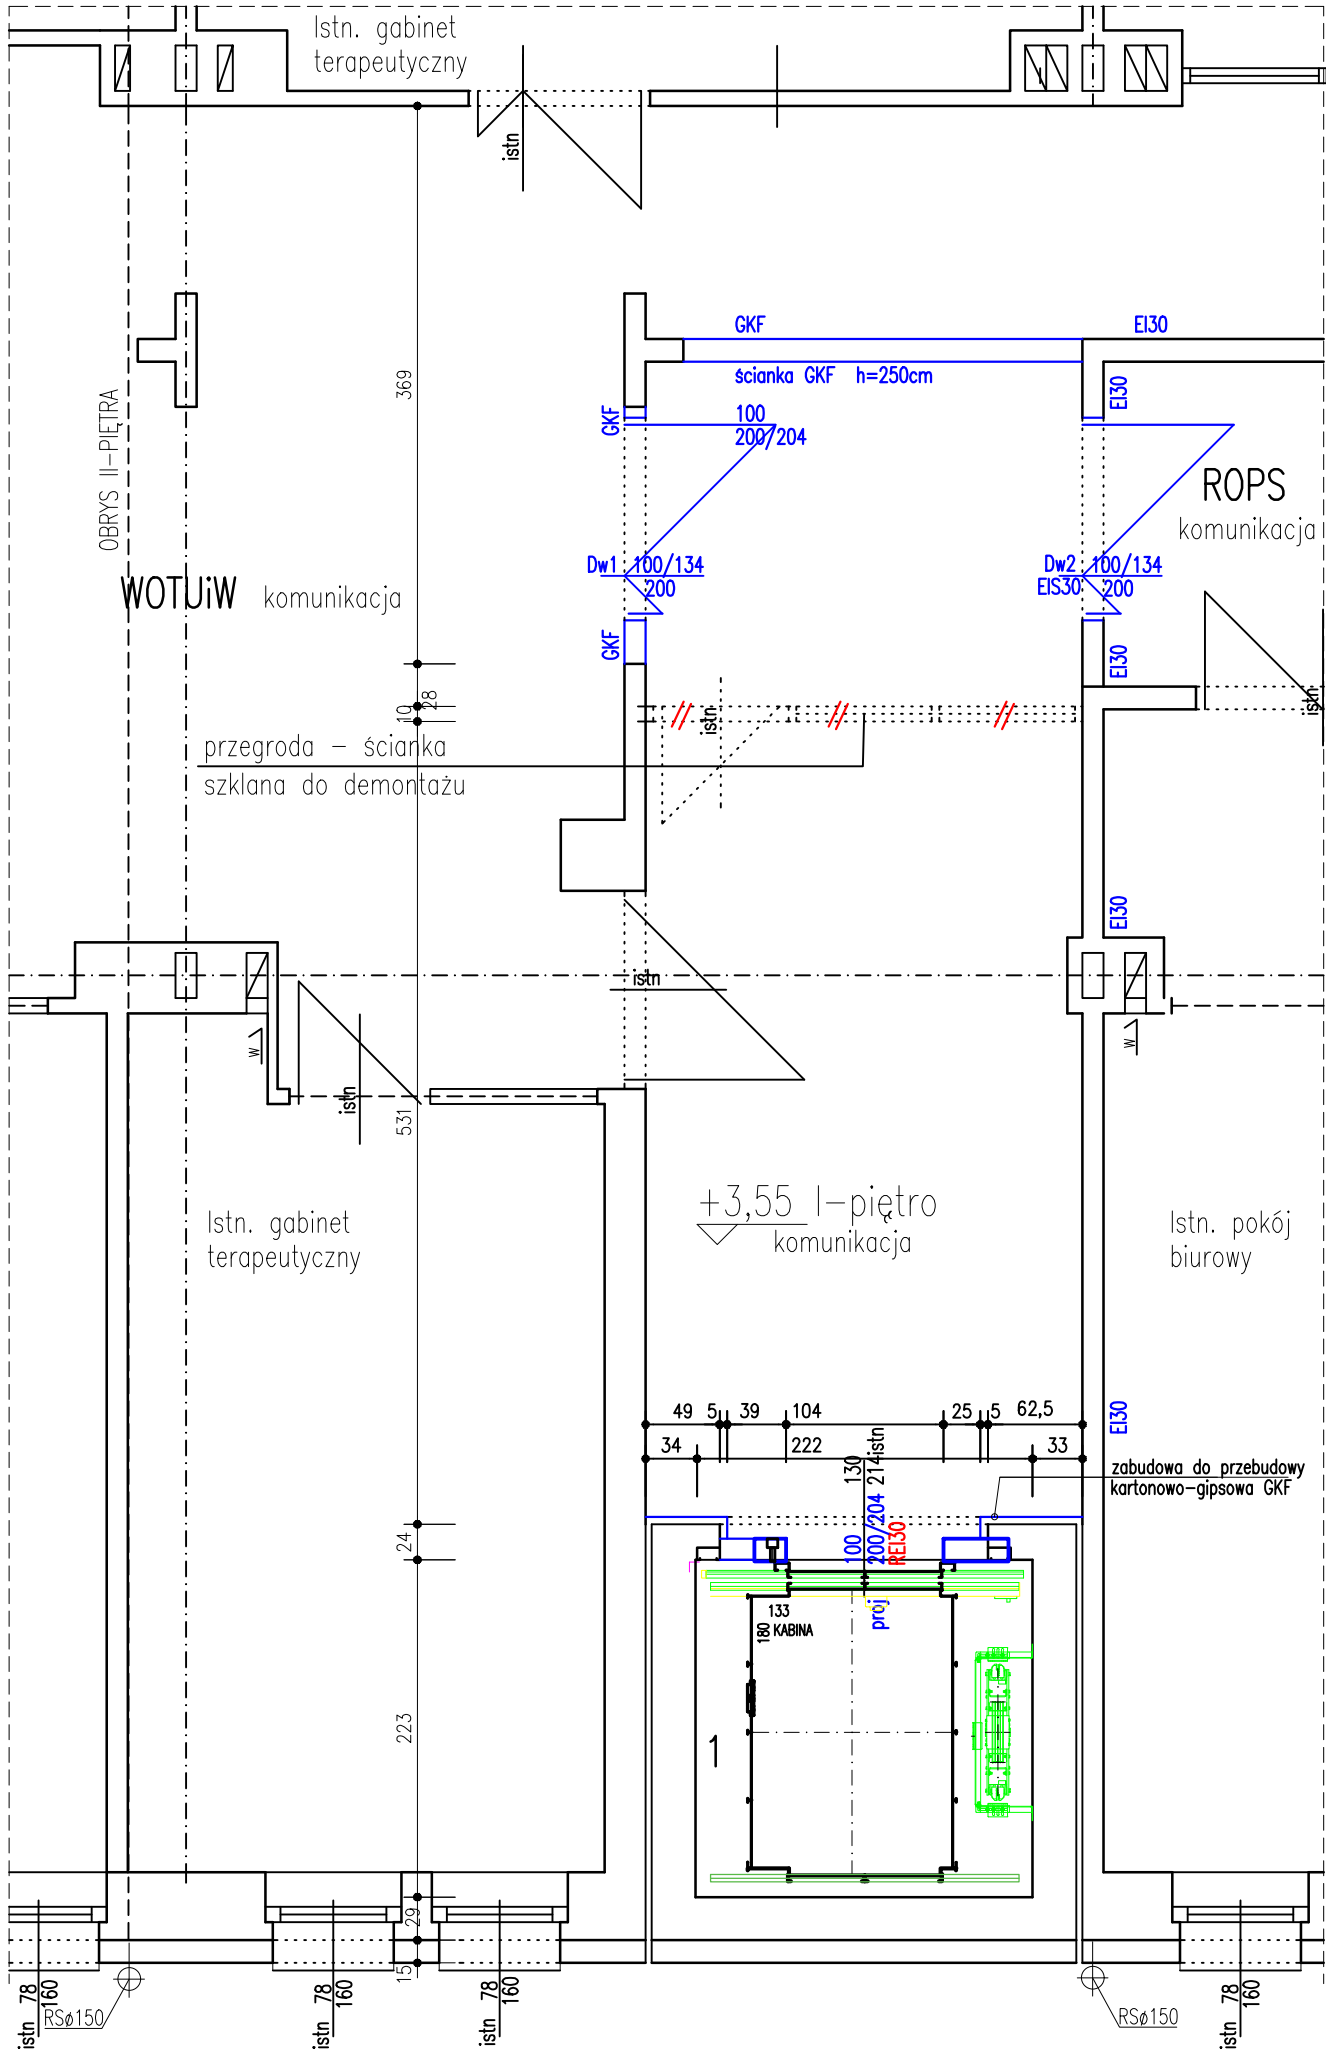 Istn. gabinet
terapeutyczny
istn
GKF
EI30
ścianka GKF h=250cm
369
EI30
GKF
100
200/204
OBRYS II-PIĘTRA
ROPS
komunikacja
Dw1 100/134
200
Dw2 100/134
EIS30 200
WOTUiW komunikacja
GKF
EI30
28
10
istn
istn
przegroda - ścianka
szklana do demontażu
EI30
istn
w
w
istn
531
+3,55 I-piętro
komunikacja
Istn. gabinet
terapeutyczny
Istn. pokój
biurowy
49 5 39 104 25 5 62,5
EI30
34 222 33
130
214istn
zabudowa do przebudowy
kartonowo-gipsowa GKF
24
100
200/204
REI30
proj
133
180 KABINA
223
1
29
15
istn 78
160
RSø150
istn 78
160
istn 78
160
RSø150
istn 78
160